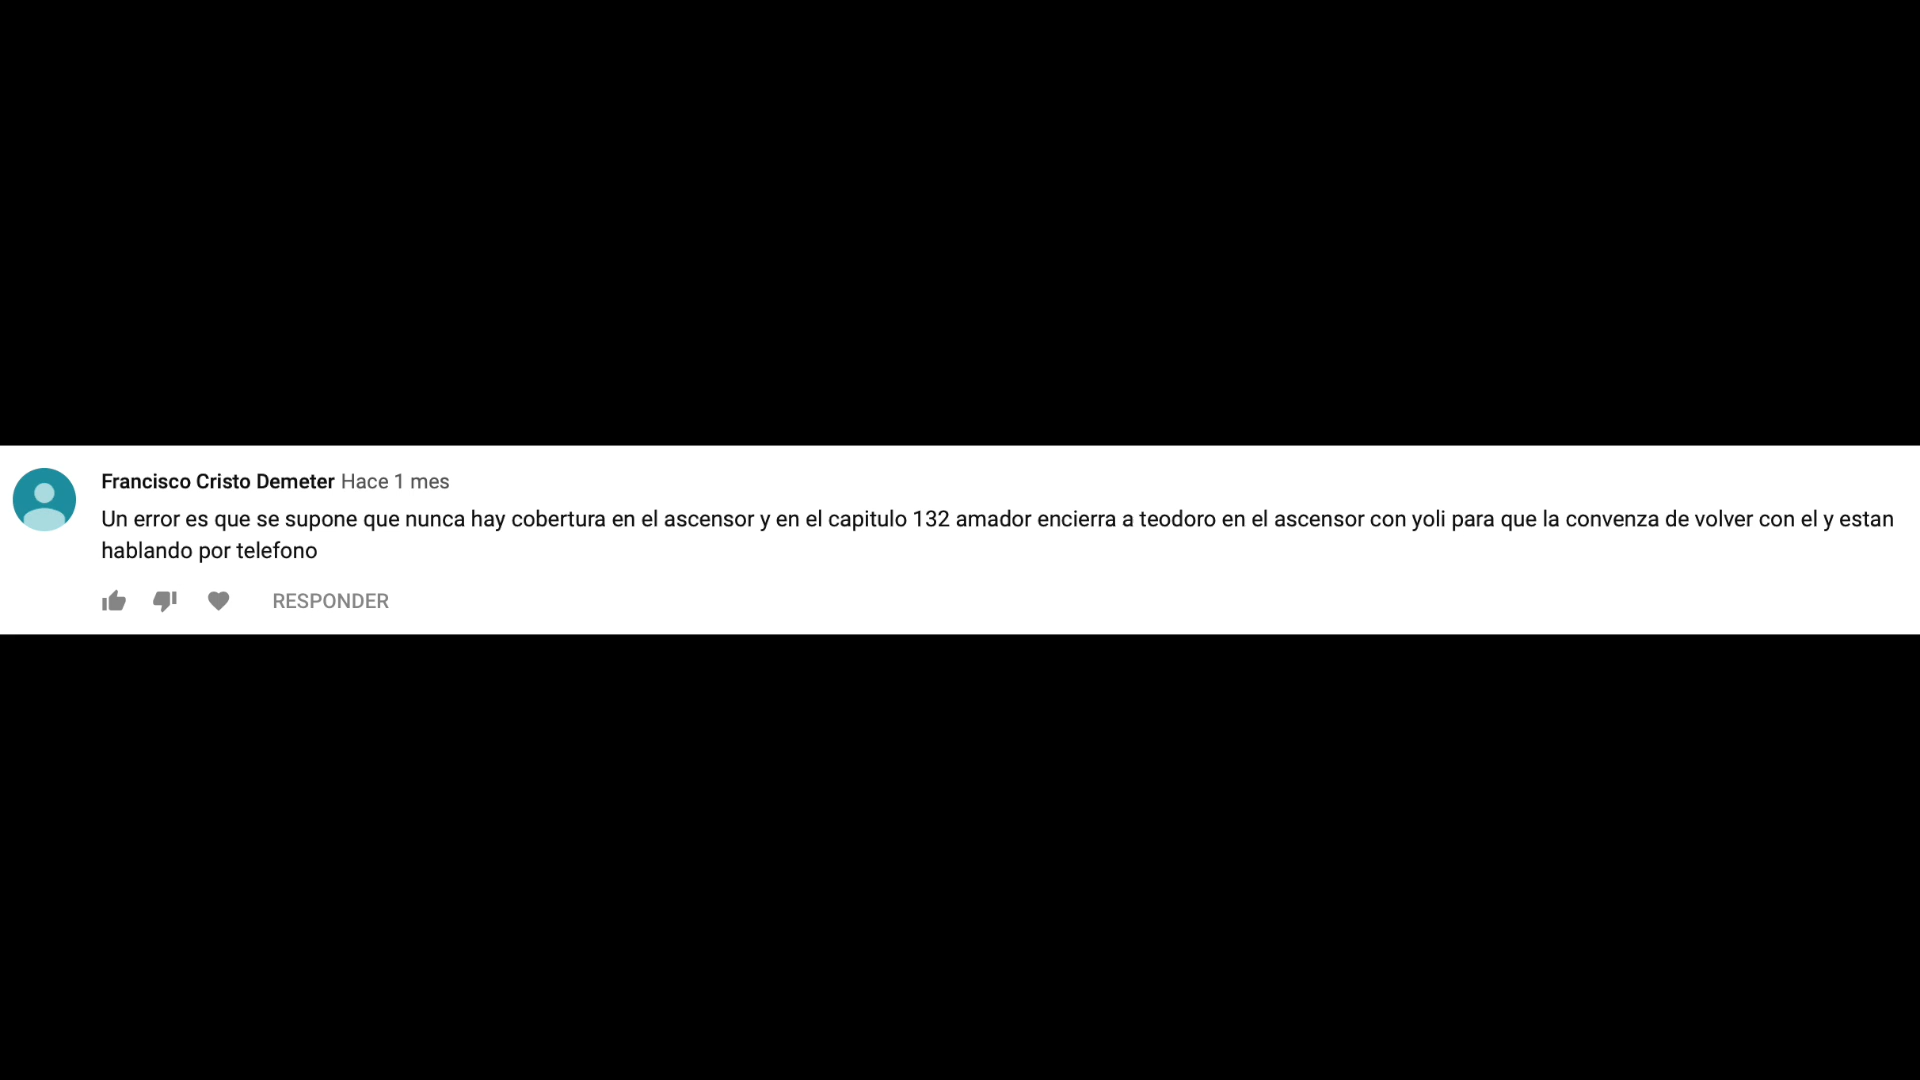 Francisco Cristo Demeter Hace 1 mes
Un error es que se supone que nunca hay cobertura en el ascensor y en el capitulo 132 amador encierra a teodoro en el ascensor con yoli para que la convenza de volver con el y estan
hablando por telefono
RESPONDER